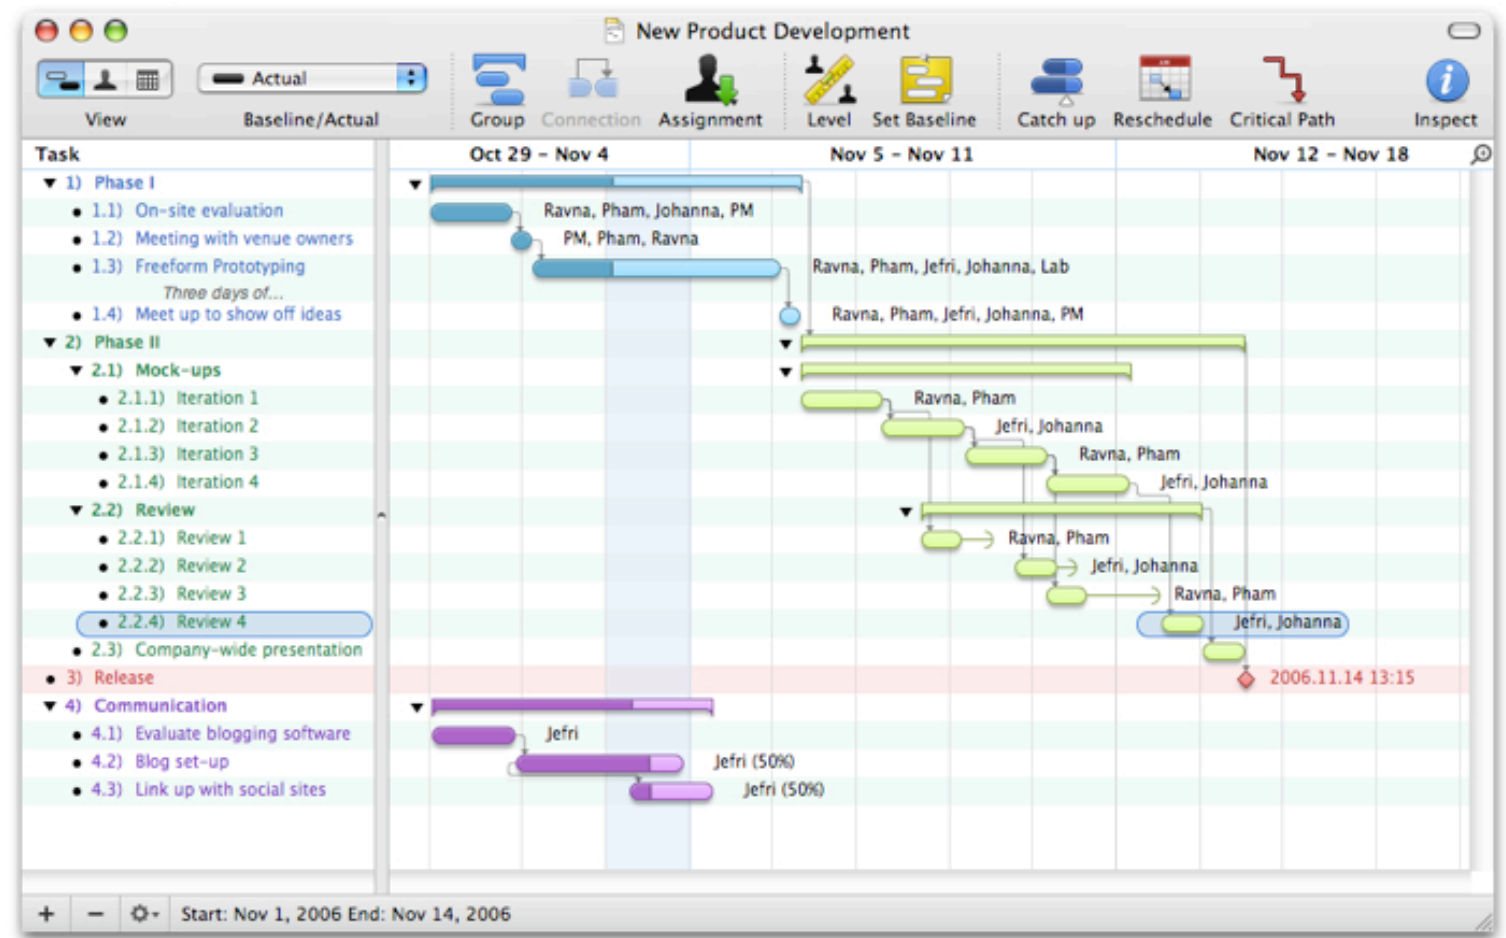 New Product Development
Actual
View
Baseline/Actual
Group
Connection
Assignment
Level
Set Baseline
Catch up
Reschedule
Critical Path
Inspect
Task
Oct 29 – Nov 4
Nov 5 – Nov 11
Nov 12 – Nov 18
1) Phase I
1.1) On-site evaluation
Ravna, Pham, Johanna, PM
1.2) Meeting with venue owners
PM, Pham, Ravna
1.3) Freeform Prototyping
Ravna, Pham, Jefri, Johanna, Lab
Three days of...
1.4) Meet up to show off ideas
Ravna, Pham, Jefri, Johanna, PM
2) Phase II
2.1) Mock-ups
2.1.1) Iteration 1
Ravna, Pham
2.1.2) Iteration 2
Jefri, Johanna
2.1.3) Iteration 3
Ravna, Pham
2.1.4) Iteration 4
Jefri, Johanna
2.2) Review
2.2.1) Review 1
Ravna, Pham
2.2.2) Review 2
Jefri, Johanna
2.2.3) Review 3
Ravna, Pham
2.2.4) Review 4
Jefri, Johanna
2.3) Company-wide presentation
3) Release
2006.11.14 13:15
4) Communication
4.1) Evaluate blogging software
Jefri
4.2) Blog set-up
Jefri (50%)
4.3) Link up with social sites
Jefri (50%)
Start: Nov 1, 2006 End: Nov 14, 2006